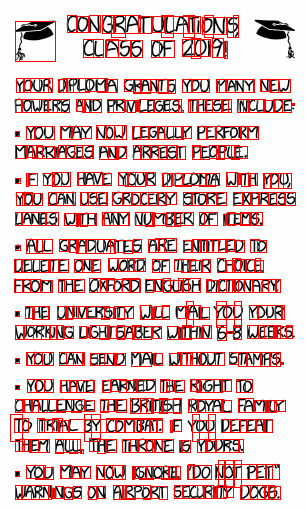 CONGRATULATIONS,
CLASS OF 2019!
YOUR DIPLOMA GRANTS YOU MANY NEW
POWERS AND PRIVILEGES. THESE INCLUDE:
• YOU MAY NOW LEGALLY PERFORM
MARRIAGES AND ARREST PEOPLE.
• IF YOU HAVE YOUR DIPLOMA WITH YOU,
YOU CAN USE GROCERY STORE EXPRESS
LANES WITH ANY NUMBER OF ITEMS.
• ALL GRADUATES ARE ENTITLED TO
DELETE ONE WORD OF THEIR CHOICE
FROM THE OXFORD ENGLISH DICTIONARY.
• THE UNIVERSITY WILL MAIL YOU YOUR
WORKING LIGHTSABER WITHIN 6-8 WEEKS.
• YOU CAN SEND MAIL WITHOUT STAMPS.
• YOU HAVE EARNED THE RIGHT TO
CHALLENGE THE BRITISH ROYAL FAMILY
TO TRIAL BY COMBAT. IF YOU DEFEAT
THEM ALL, THE THRONE IS YOURS.
• YOU MAY NOW IGNORE "DO NOT PET"
WARNINGS ON AIRPORT SECURITY DOGS.